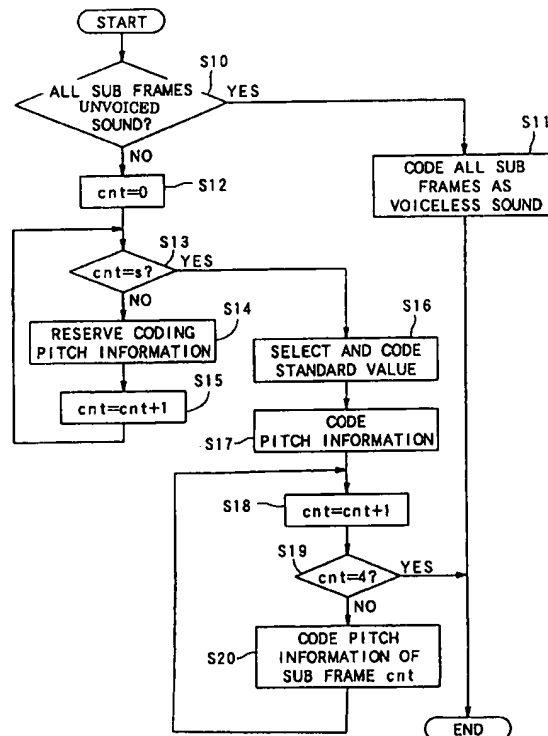 START
S10
ALL SUB FRAMES
UNVOICED
SOUND?
YES
NO
S11
CODE ALL SUB
FRAMES AS
VOICELESS SOUND
cnt=0
S12
S13
cnt=s?
YES
NO
S14
RESERVE CODING
PITCH INFORMATION
S15
cnt=cnt+1
S16
SELECT AND CODE
STANDARD VALUE
S17
CODE
PITCH INFORMATION
S18
cnt=cnt+1
S19
cnt=4?
YES
NO
S20
CODE PITCH
INFORMATION OF
SUB FRAME cnt
END